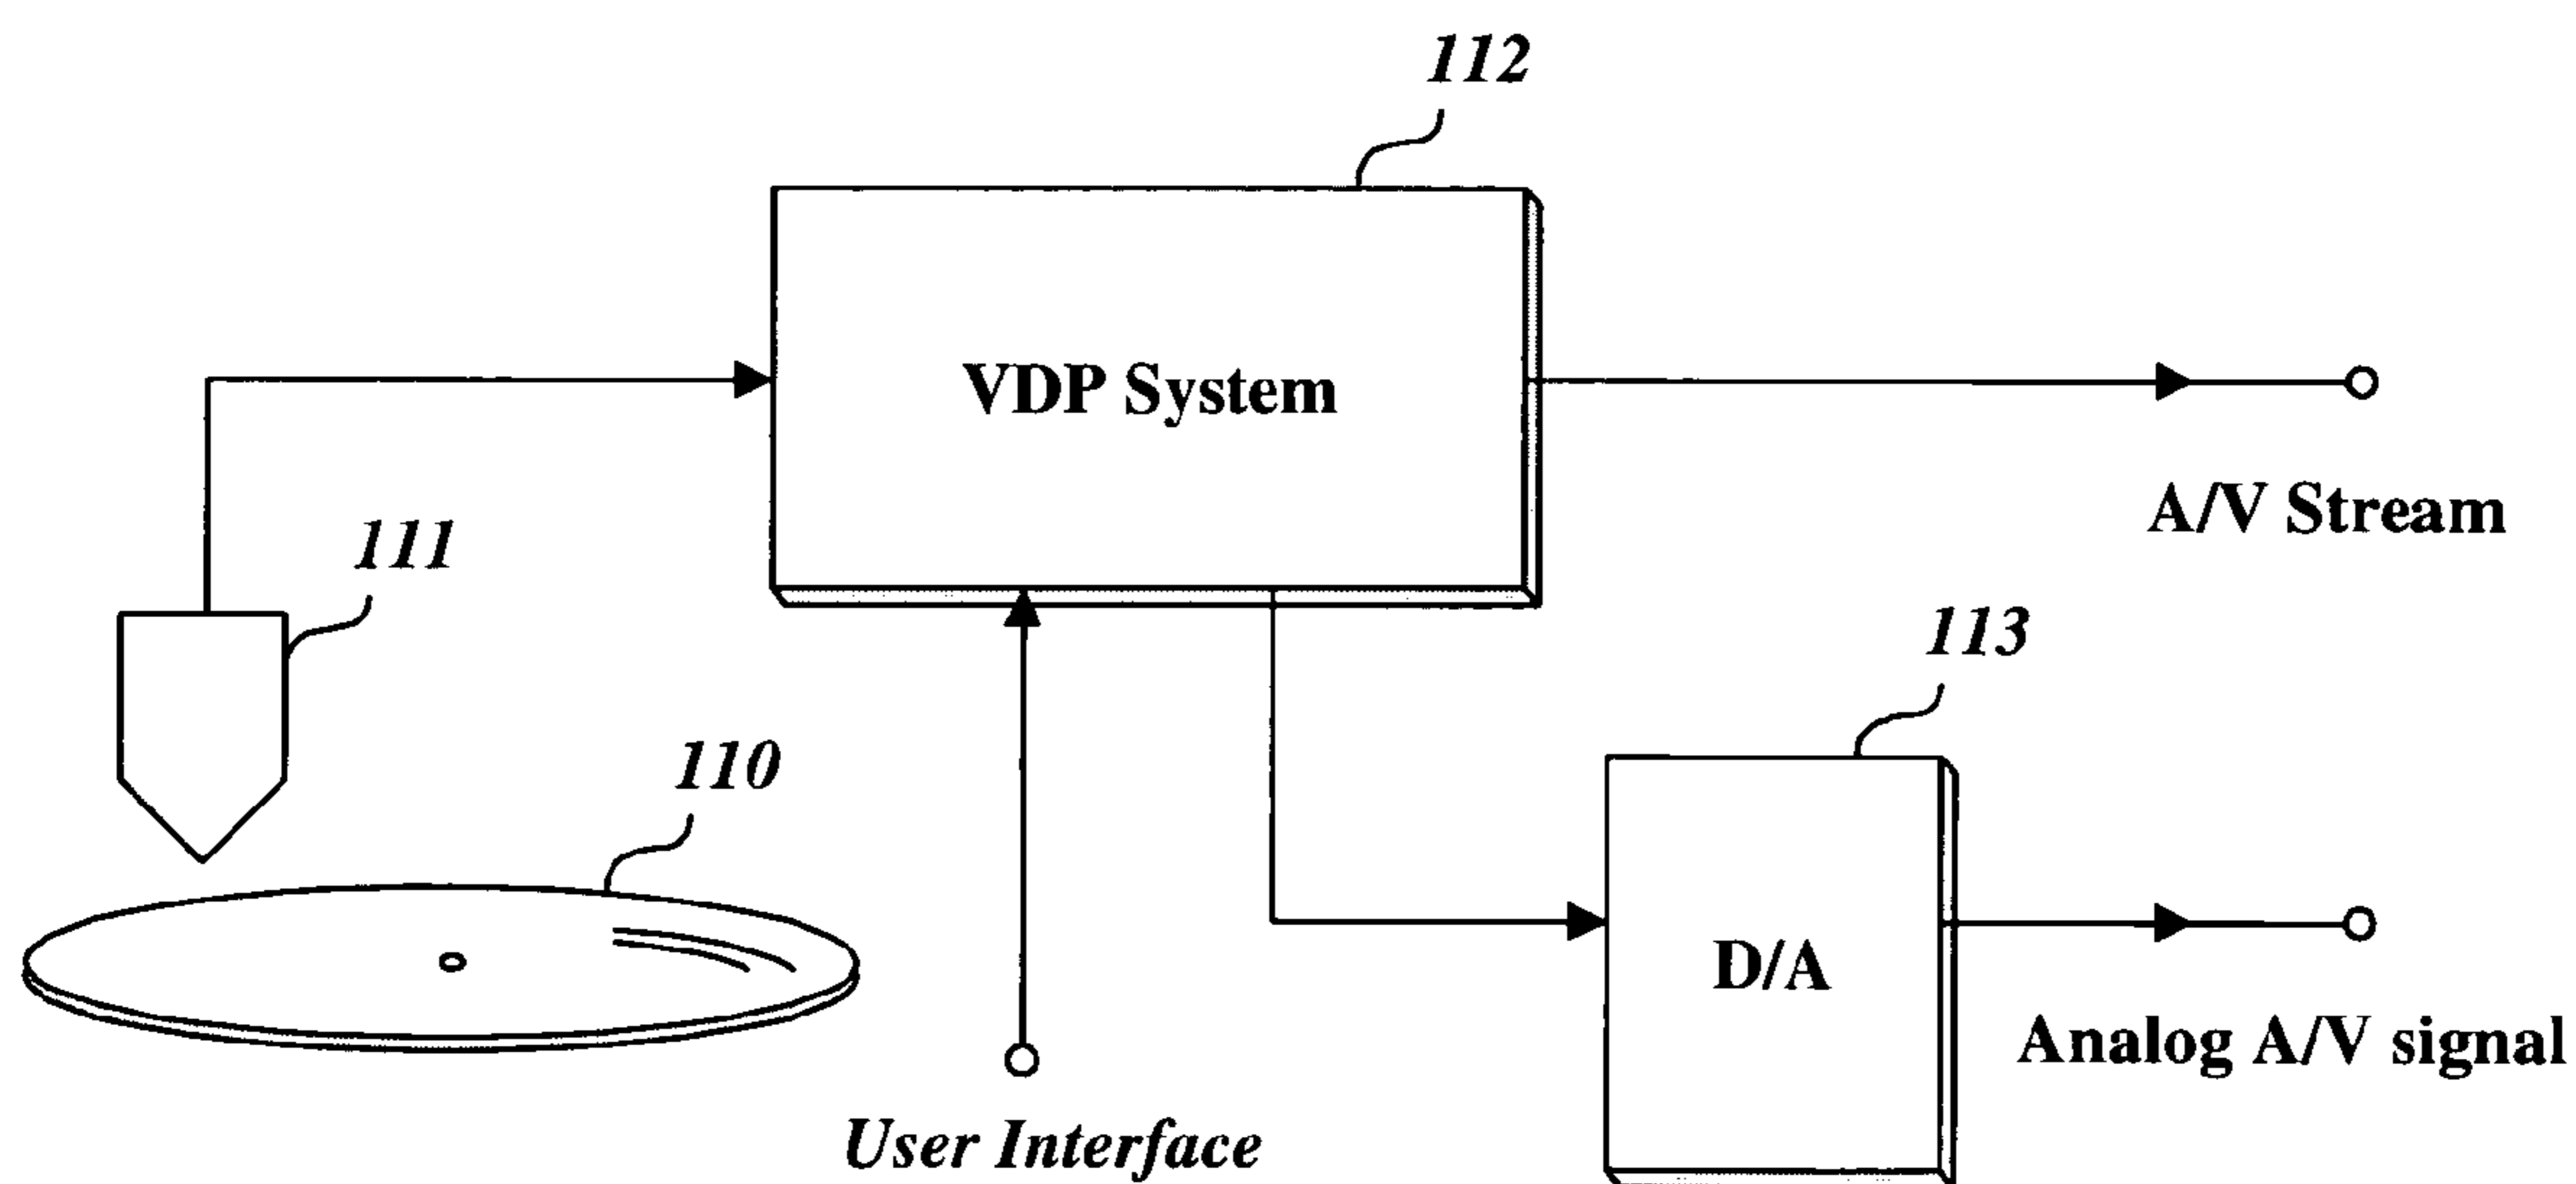 112
VDP System
A/V Stream
111
113
110
D/A
Analog A/V signal
User Interface